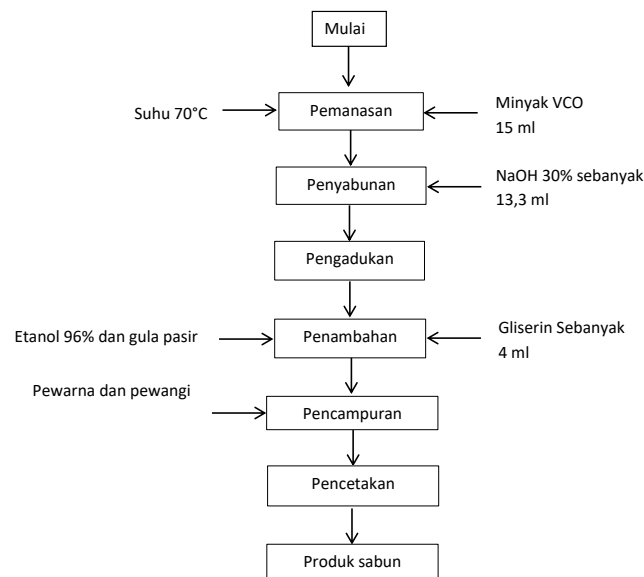 Mulai
Suhu 70°C
Pemanasan
Minyak VCO
15 ml
Penyabunan
NaOH 30% sebanyak
13,3 ml
Pengadukan
Etanol 96% dan gula pasir
Penambahan
Gliserin Sebanyak
4 ml
Pewarna dan pewangi
Pencampuran
Pencetakan
Produk sabun